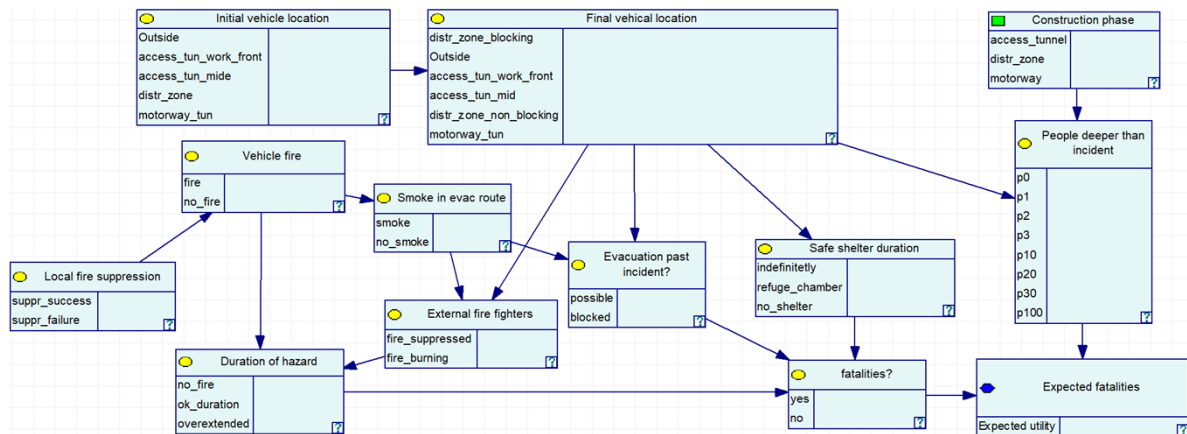 Initial vehicle location
Outside
access_tun_work_front
access_tun_mide
distr_zone
motorway_tun
?
Final vehical location
distr_zone_blocking
Outside
access_tun_work_front
access_tun_mid
distr_zone_non_blocking
motorway_tun
?
Construction phase
access_tunnel
distr_zone
motorway
?
Vehicle fire
fire
no_fire
?
Smoke in evac route
smoke
no_smoke
?
People deeper than
incident
p0
p1
p2
p3
p10
p20
p30
p100
?
Local fire suppression
suppr_success
suppr_failure
?
Evacuation past
incident?
possible
blocked
?
Safe shelter duration
indefinitetly
refuge_chamber
no_shelter
?
External fire fighters
fire_suppressed
fire_burning
?
Duration of hazard
no_fire
ok_duration
overextended
?
fatalities?
yes
no
?
Expected fatalities
Expected utility
?